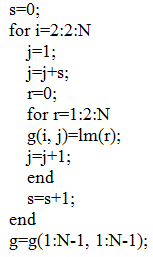 s=0;
for i=2:2:N
j=1;
j=j+s;
r=0;
for r=1:2:N
g(i, j)=lm(r);
j=j+1;
end
s=s+1;
end
g=g(1:N-1, 1:N-1);